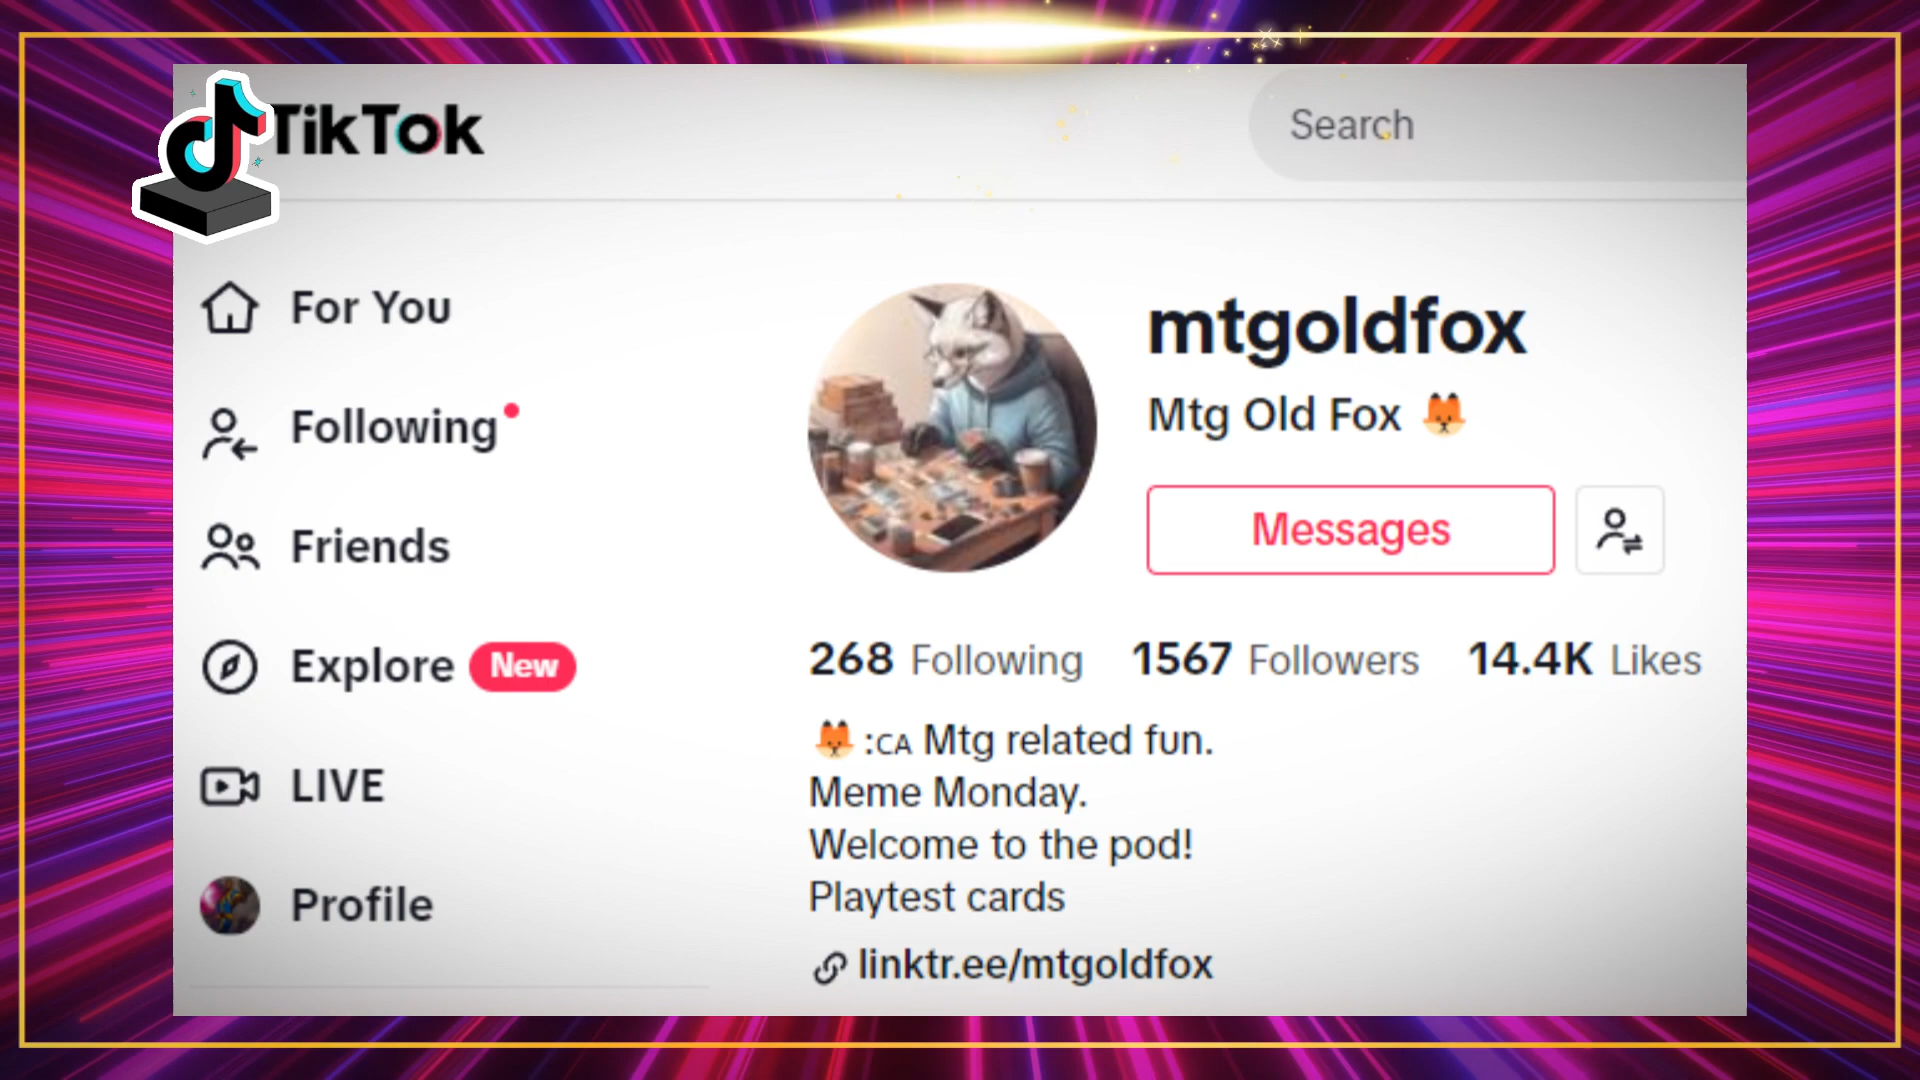 TikTok
Search
For You
Following
Friends
Explore New
LIVE
Profile
mtgoldfox
Mtg Old Fox 🦊
Messages
268 Following 1567 Followers 14.4K Likes
🦊 :CA Mtg related fun.
Meme Monday.
Welcome to the pod!
Playtest cards
linktr.ee/mtgoldfox